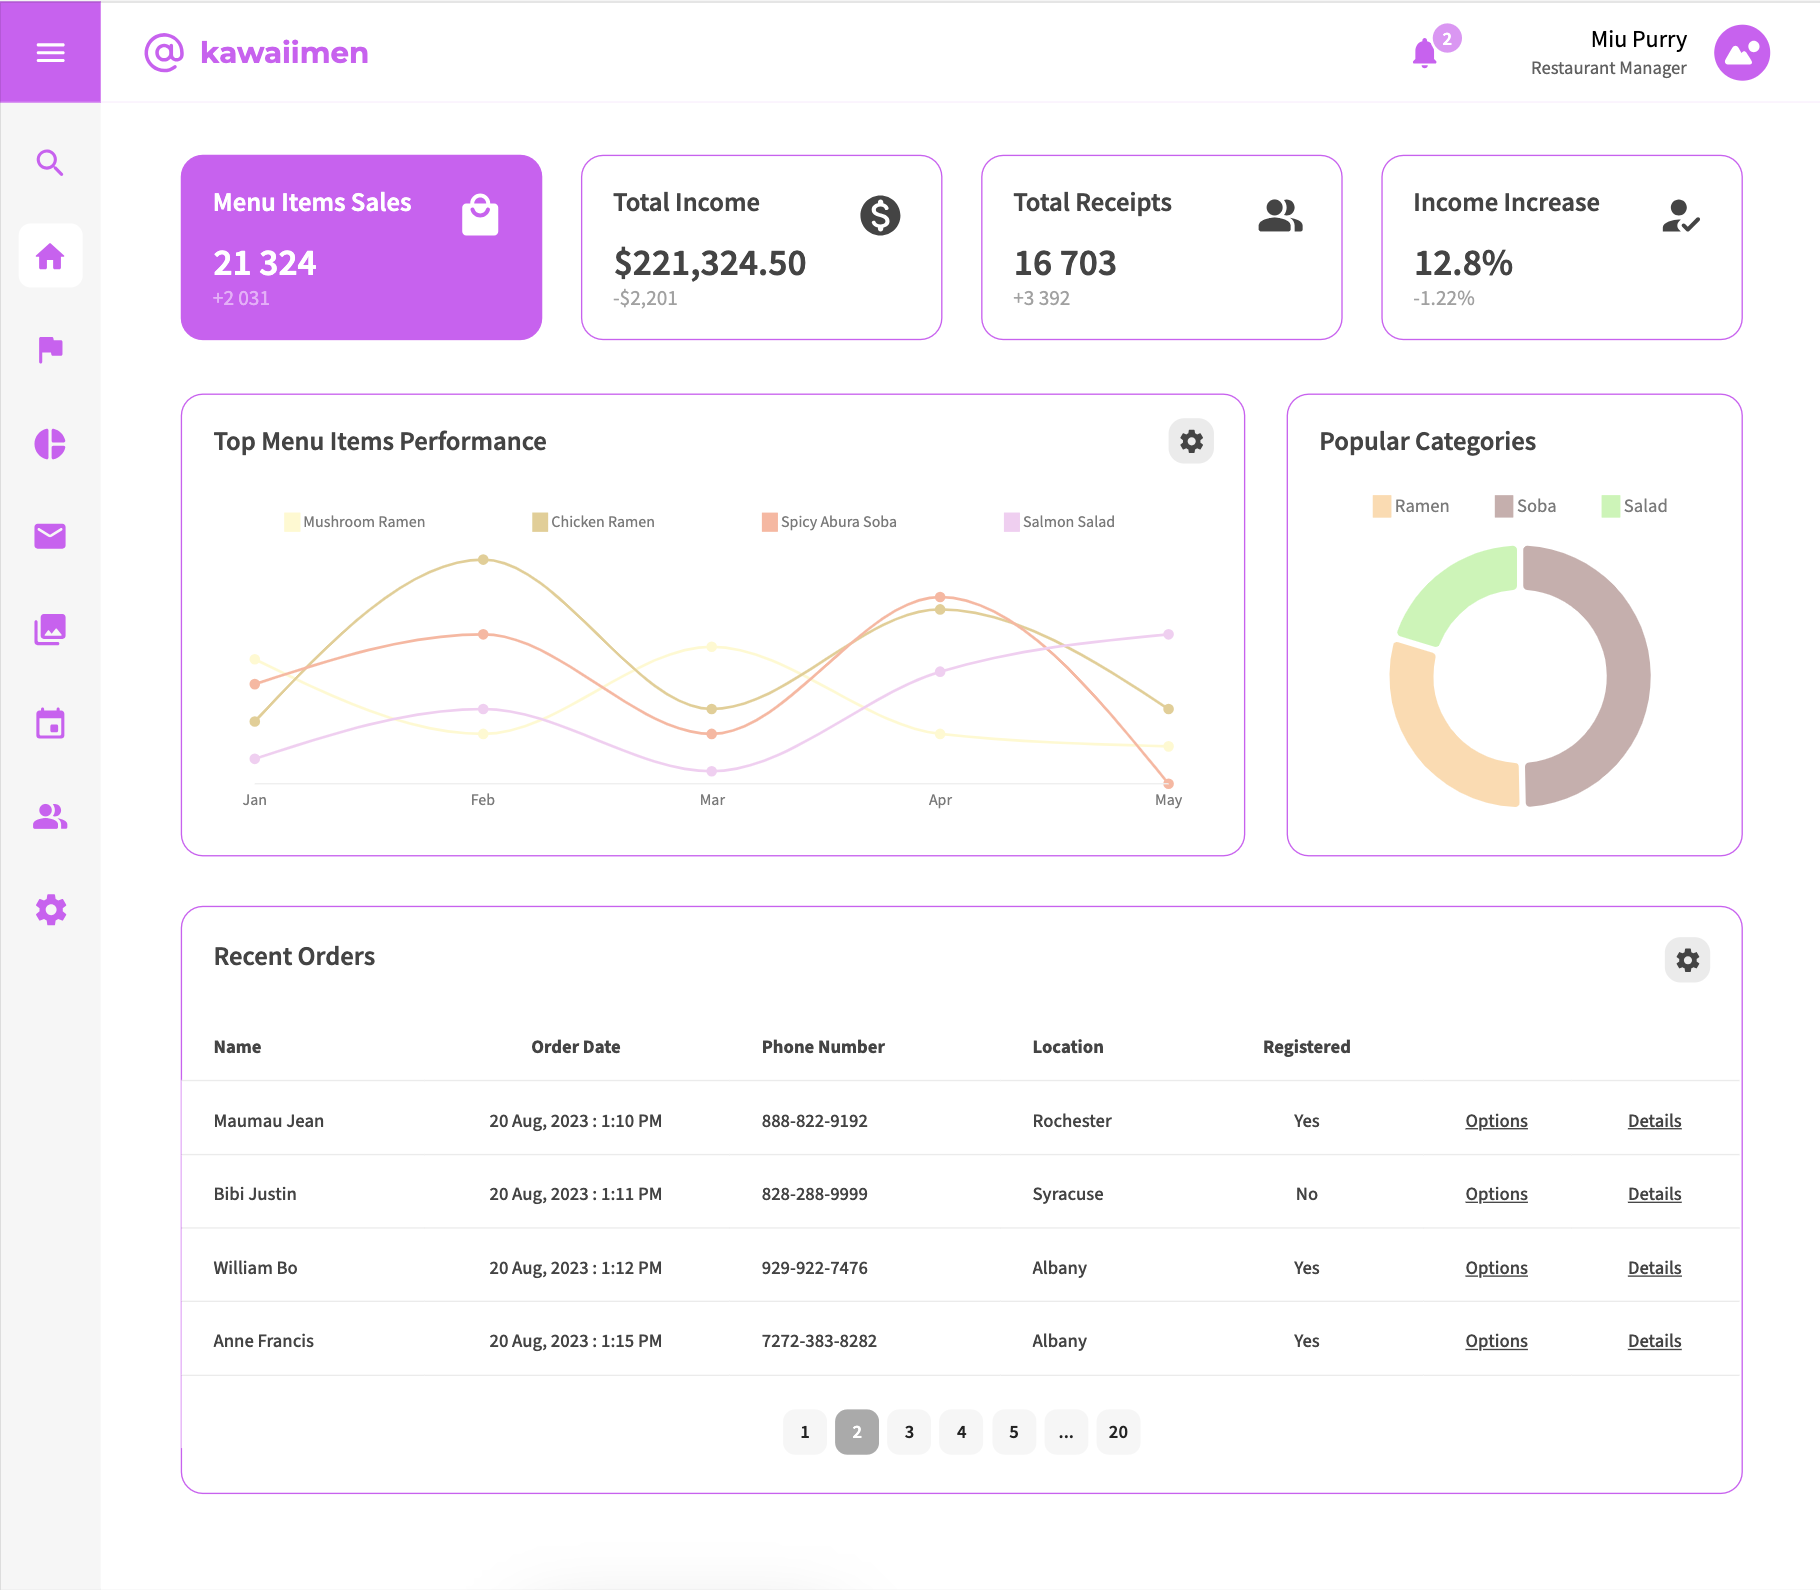 @ kawaiimen
2
Miu Purry
Restaurant Manager
Menu Items Sales
21 324
+2 031
Total Income
$221,324.50
-$2,201
Total Receipts
16 703
+3 392
Income Increase
12.8%
-1.22%
Top Menu Items Performance
Mushroom Ramen Chicken Ramen Spicy Abura Soba Salmon Salad
Jan Feb Mar Apr May
Popular Categories
Ramen Soba Salad
Recent Orders
Name Order Date Phone Number Location Registered
Maumau Jean 20 Aug, 2023 : 1:10 PM 888-822-9192 Rochester Yes Options Details
Bibi Justin 20 Aug, 2023 : 1:11 PM 828-288-9999 Syracuse No Options Details
William Bo 20 Aug, 2023 : 1:12 PM 929-922-7476 Albany Yes Options Details
Anne Francis 20 Aug, 2023 : 1:15 PM 7272-383-8282 Albany Yes Options Details
1 2 3 4 5 ... 20